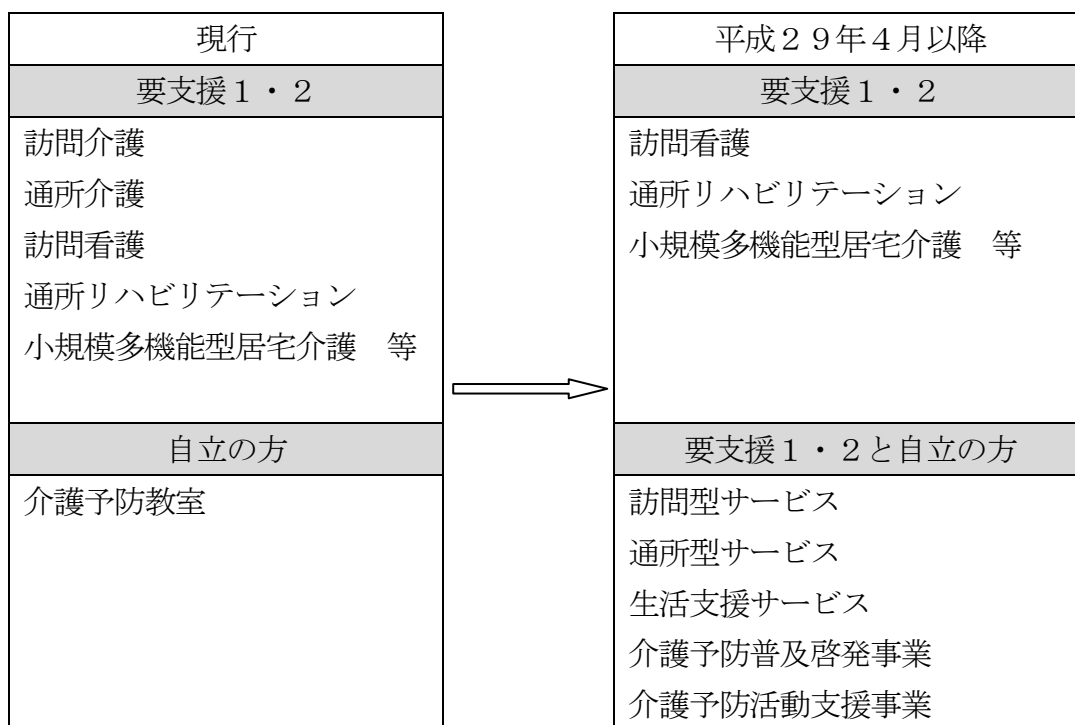 現行
要支援１・２
訪問介護
通所介護
訪問看護
通所リハビリテーション
小規模多機能型居宅介護　等
自立の方
介護予防教室
平成２９年４月以降
要支援１・２
訪問看護
通所リハビリテーション
小規模多機能型居宅介護　等
要支援１・２と自立の方
訪問型サービス
通所型サービス
生活支援サービス
介護予防普及啓発事業
介護予防活動支援事業